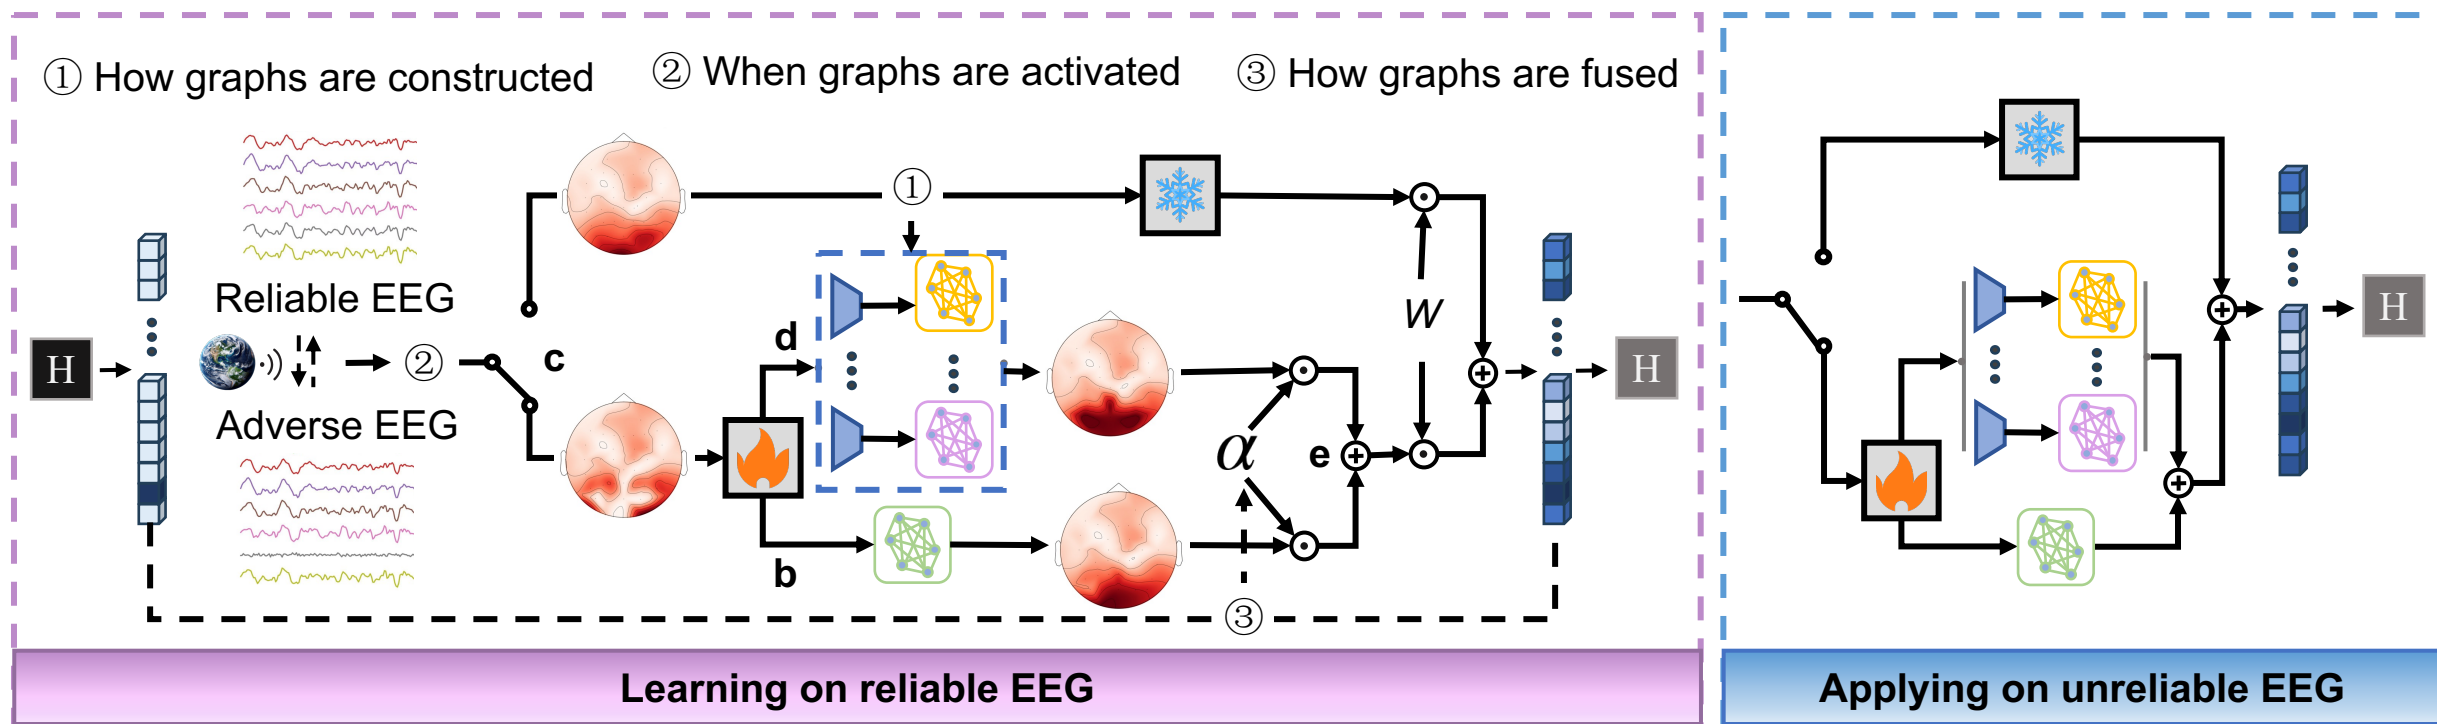 ① How graphs are constructed
② When graphs are activated
③ How graphs are fused
①
Reliable EEG
H
②
c
Adverse EEG
d
b
α
e
w
③
H
H
Learning on reliable EEG
Applying on unreliable EEG